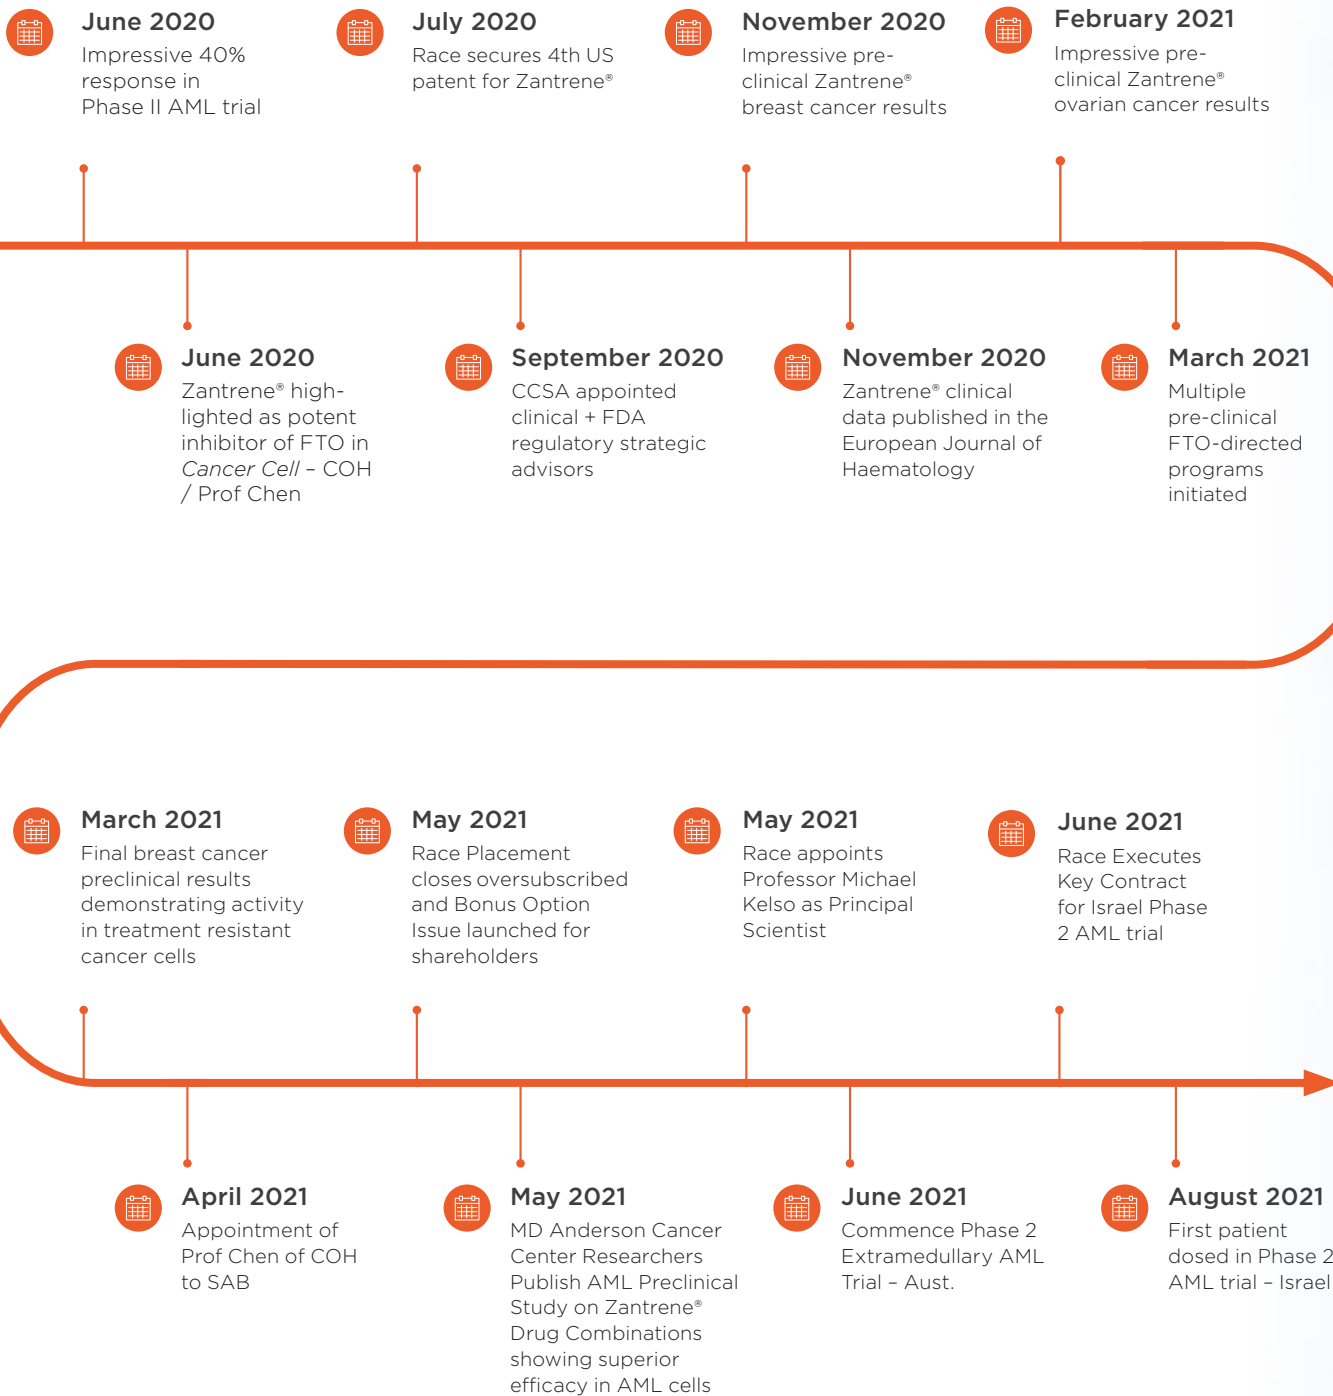 June 2020
Impressive 40%
response in
Phase II AML trial
July 2020
Race secures 4th US
patent for Zantrene®
November 2020
Impressive pre-
clinical Zantrene®
breast cancer results
February 2021
Impressive pre-
clinical Zantrene®
ovarian cancer results
June 2020
Zantrene® high-
lighted as potent
inhibitor of FTO in
Cancer Cell – COH
/ Prof Chen
September 2020
CCSA appointed
clinical + FDA
regulatory strategic
advisors
November 2020
Zantrene® clinical
data published in the
European Journal of
Haematology
March 2021
Multiple
pre-clinical
FTO-directed
programs
initiated
March 2021
Final breast cancer
preclinical results
demonstrating activity
in treatment resistant
cancer cells
May 2021
Race Placement
closes oversubscribed
and Bonus Option
Issue launched for
shareholders
May 2021
Race appoints
Professor Michael
Kelso as Principal
Scientist
June 2021
Race Executes
Key Contract
for Israel Phase
2 AML trial
April 2021
Appointment of
Prof Chen of COH
to SAB
May 2021
MD Anderson Cancer
Center Researchers
Publish AML Preclinical
Study on Zantrene®
Drug Combinations
showing superior
efficacy in AML cells
June 2021
Commence Phase 2
Extramedullary AML
Trial – Aust.
August 2021
First patient
dosed in Phase 2
AML trial – Israel